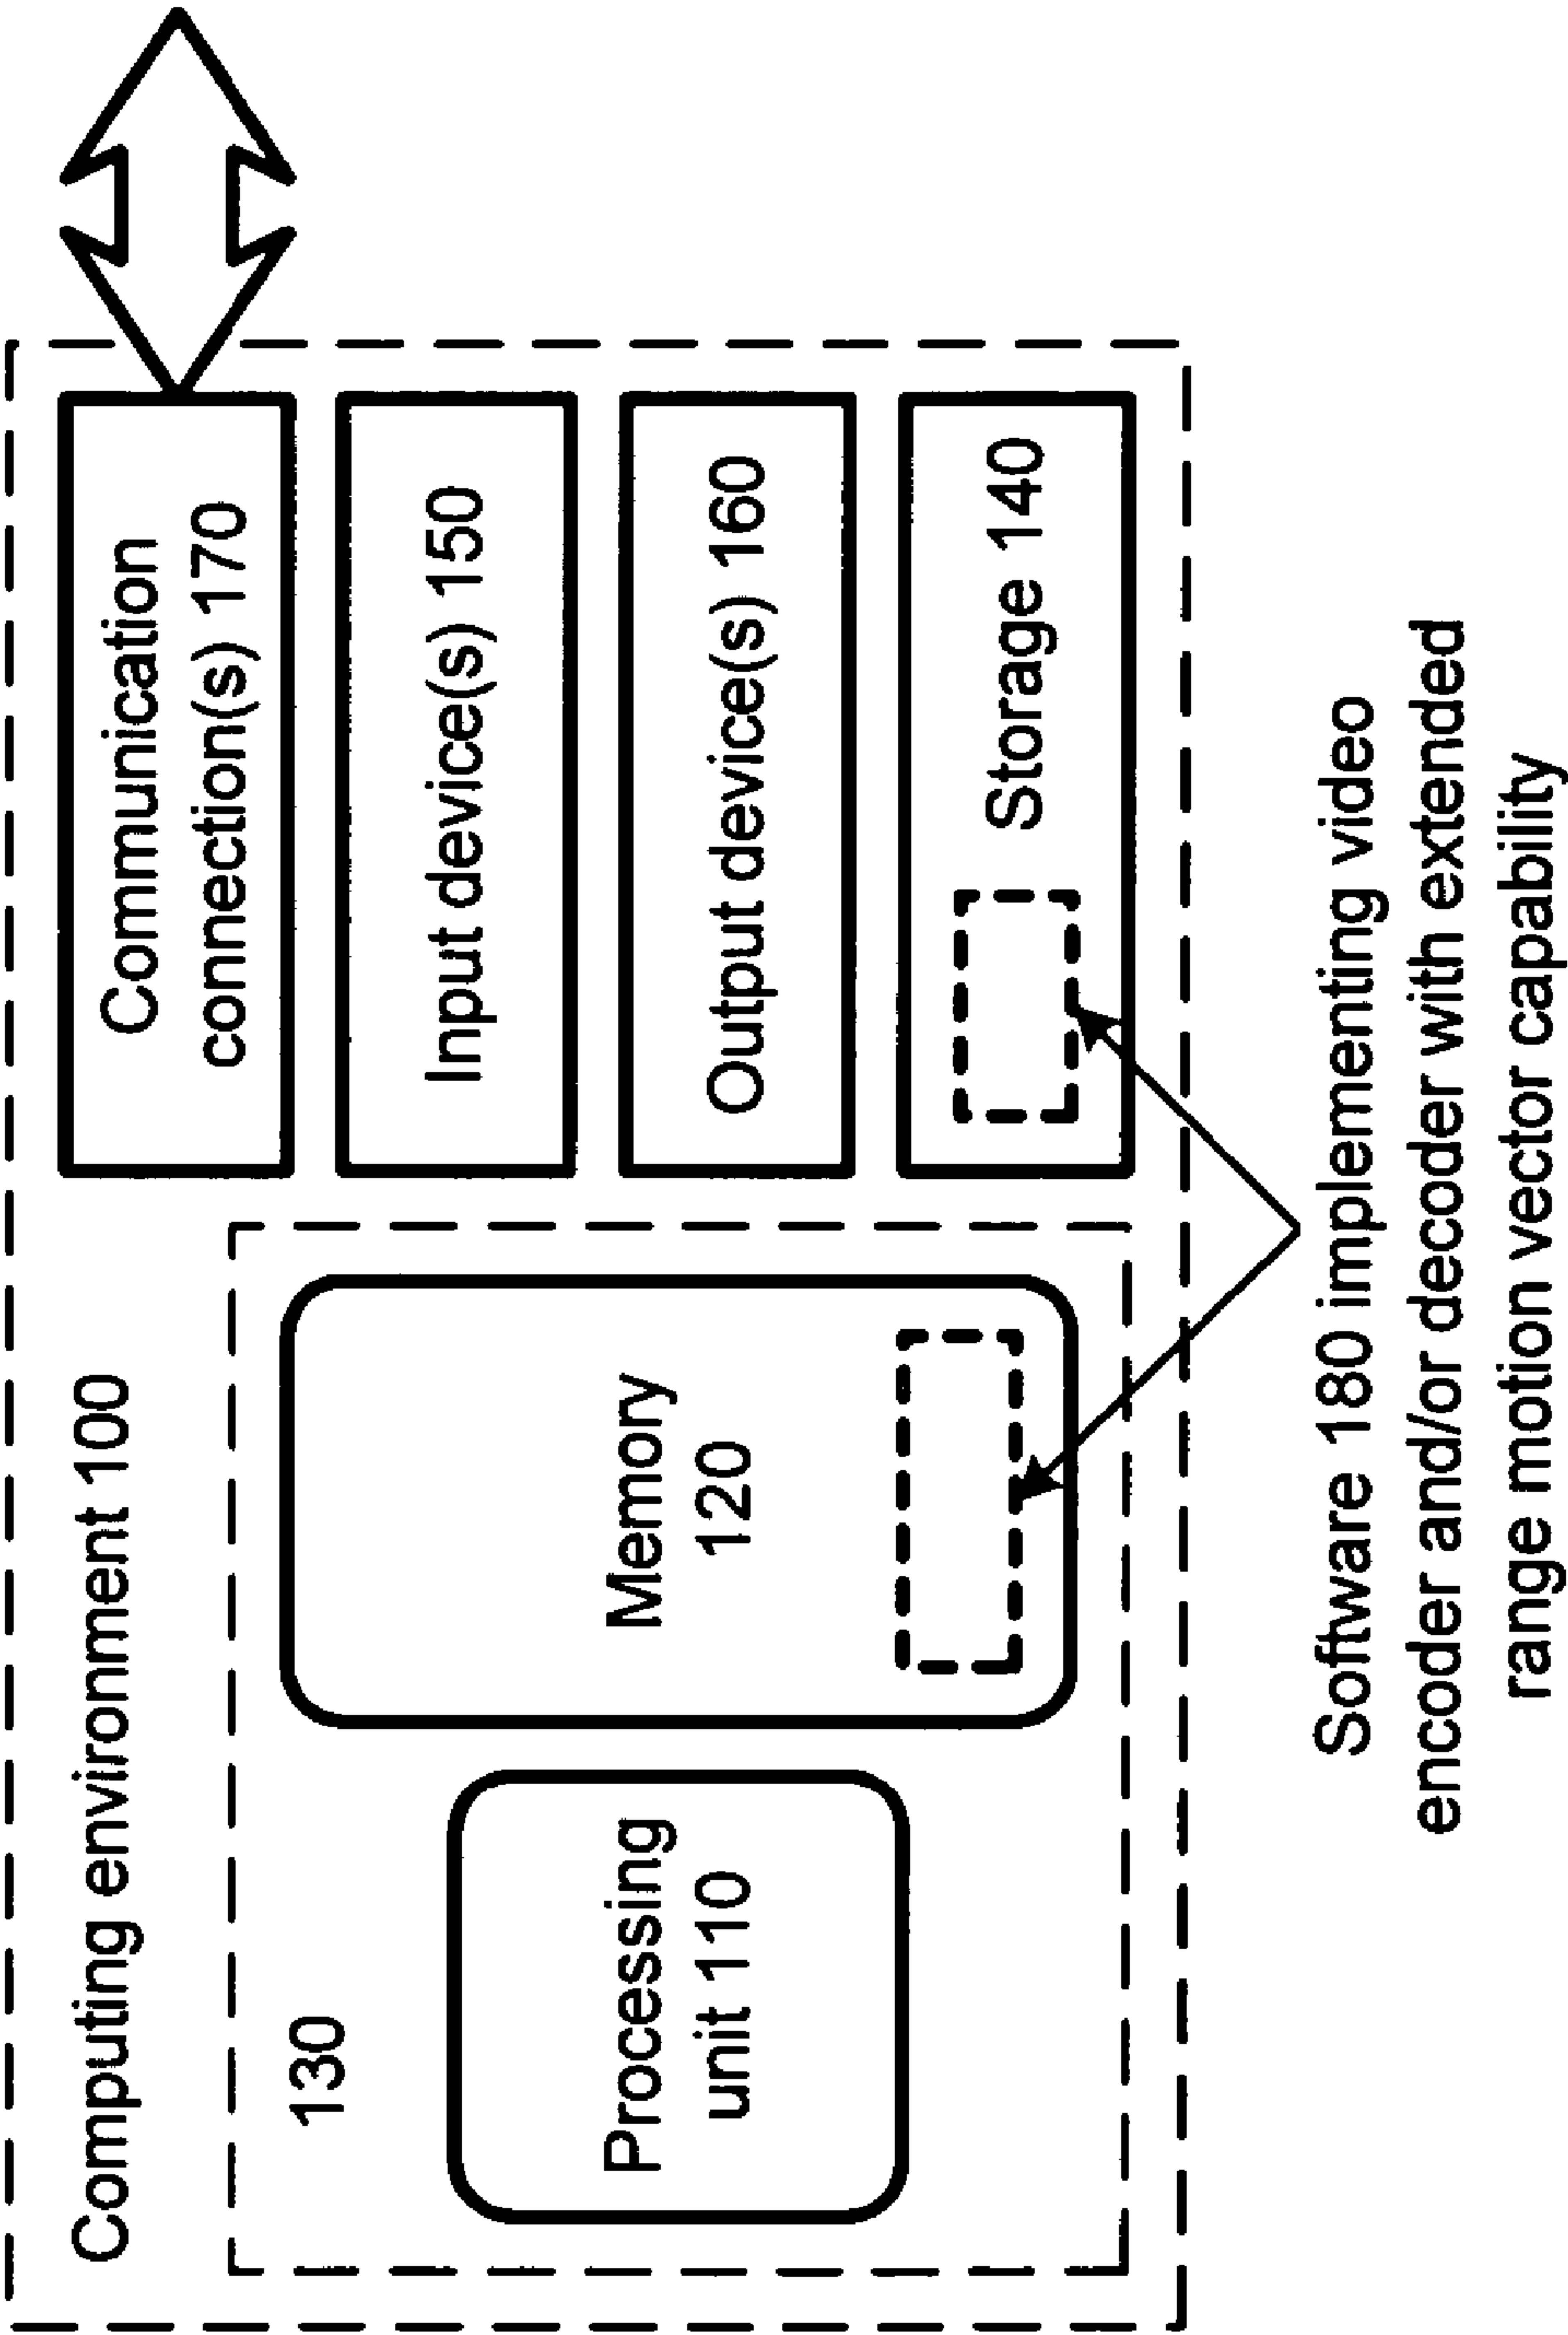 Computing environment 100
130
Processing
unit 110
Memory
120
Communication
connection(s) 170
Input device(s) 150
Output device(s) 160
Storage 140
Software 180 implementing video
encoder and/or decoder with extended
range motion vector capability